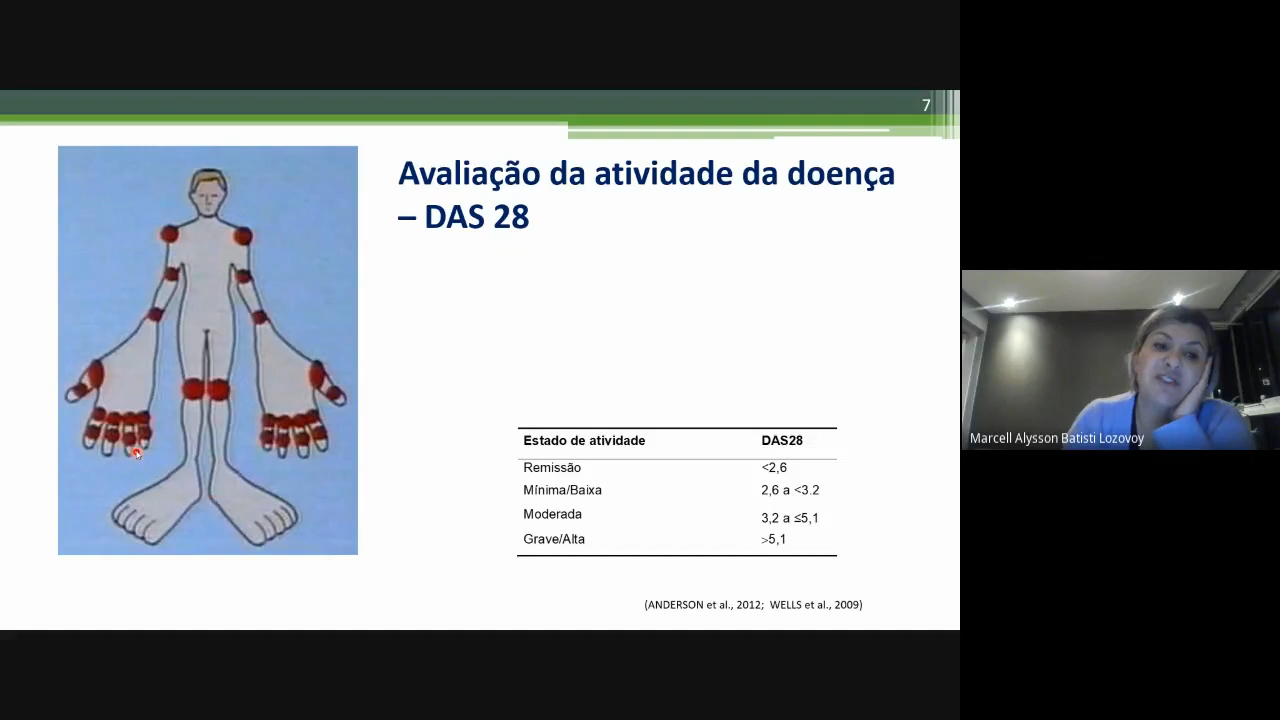 7
Avaliação da atividade da doença
– DAS 28
Estado de atividade DAS28
Remissão <2,6
Mínima/Baixa 2,6 a <3.2
Moderada 3,2 a ≤5,1
Grave/Alta >5,1
(ANDERSON et al., 2012; WELLS et al., 2009)
Marcell Alysson Batisti Lozovoy